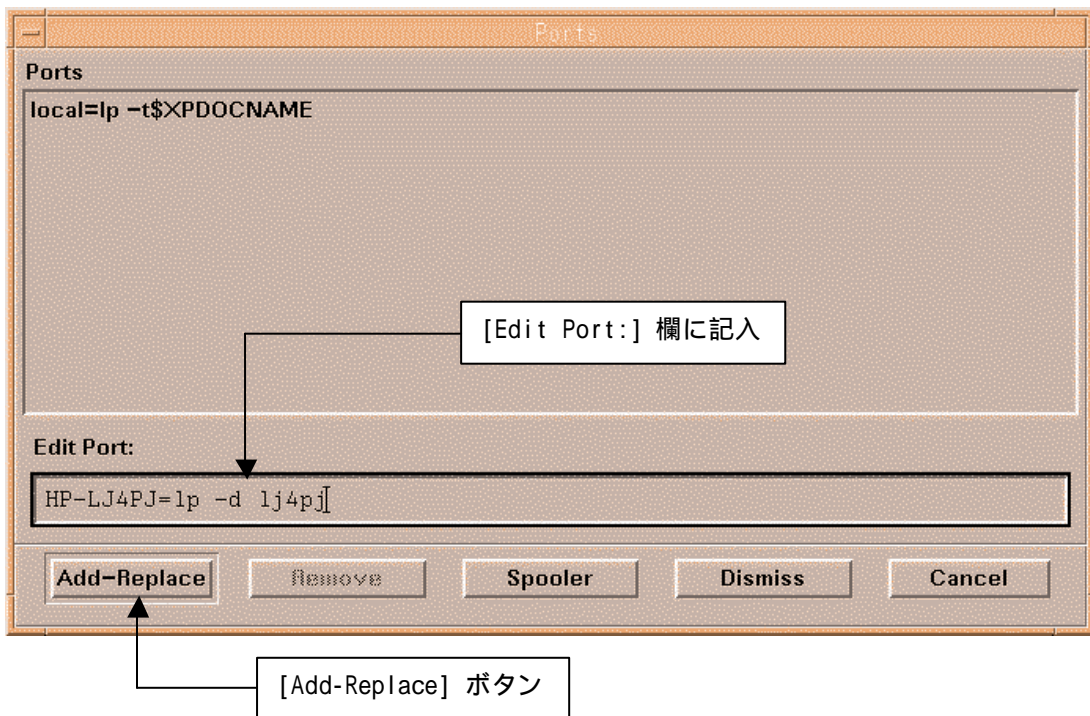 Ports
Ports
local=lp -t$XPDOCNAME
[Edit Port:] 欄に記入
Edit Port:
HP-LJ4PJ=lp -d lj4pj
Add-Replace Remove Spooler Dismiss Cancel
[Add-Replace] ボタン